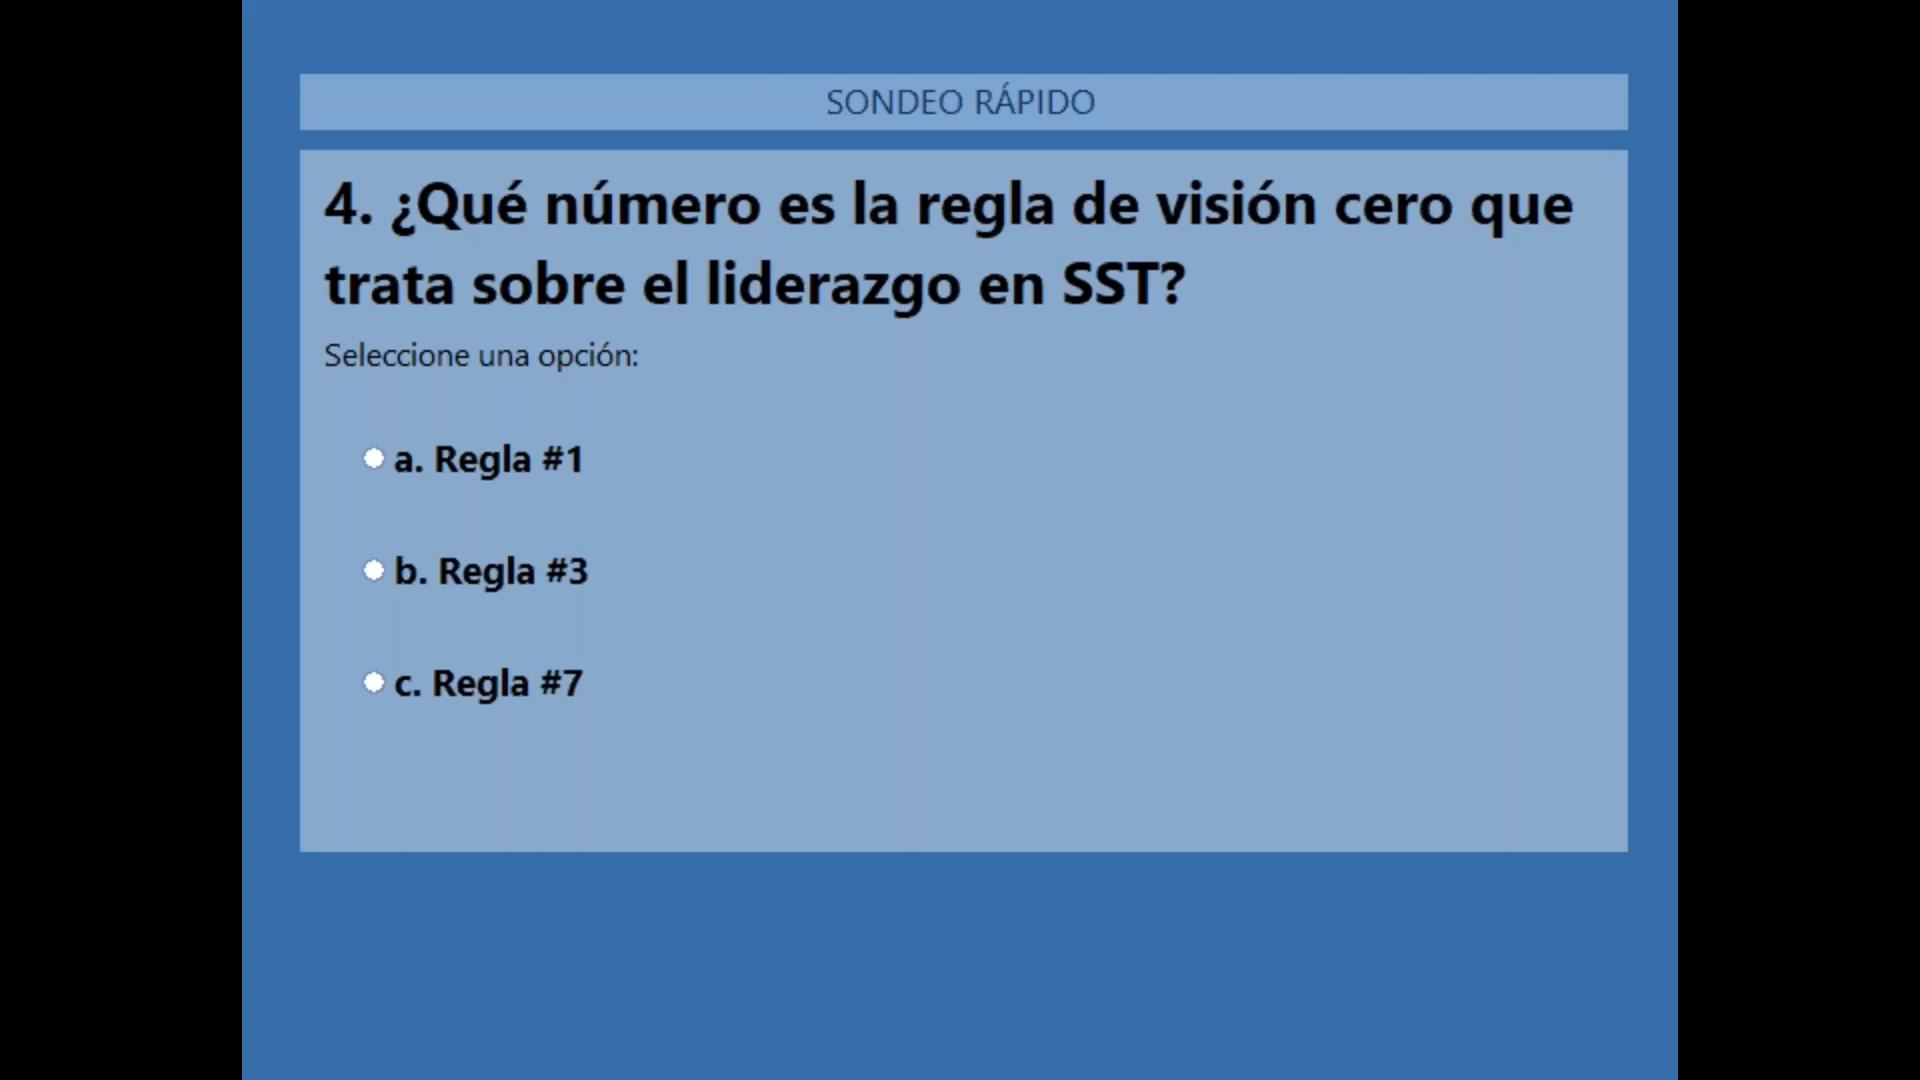 SONDEO RÁPIDO
4. ¿Qué número es la regla de visión cero que
trata sobre el liderazgo en SST?
Seleccione una opción:
a. Regla #1
b. Regla #3
c. Regla #7